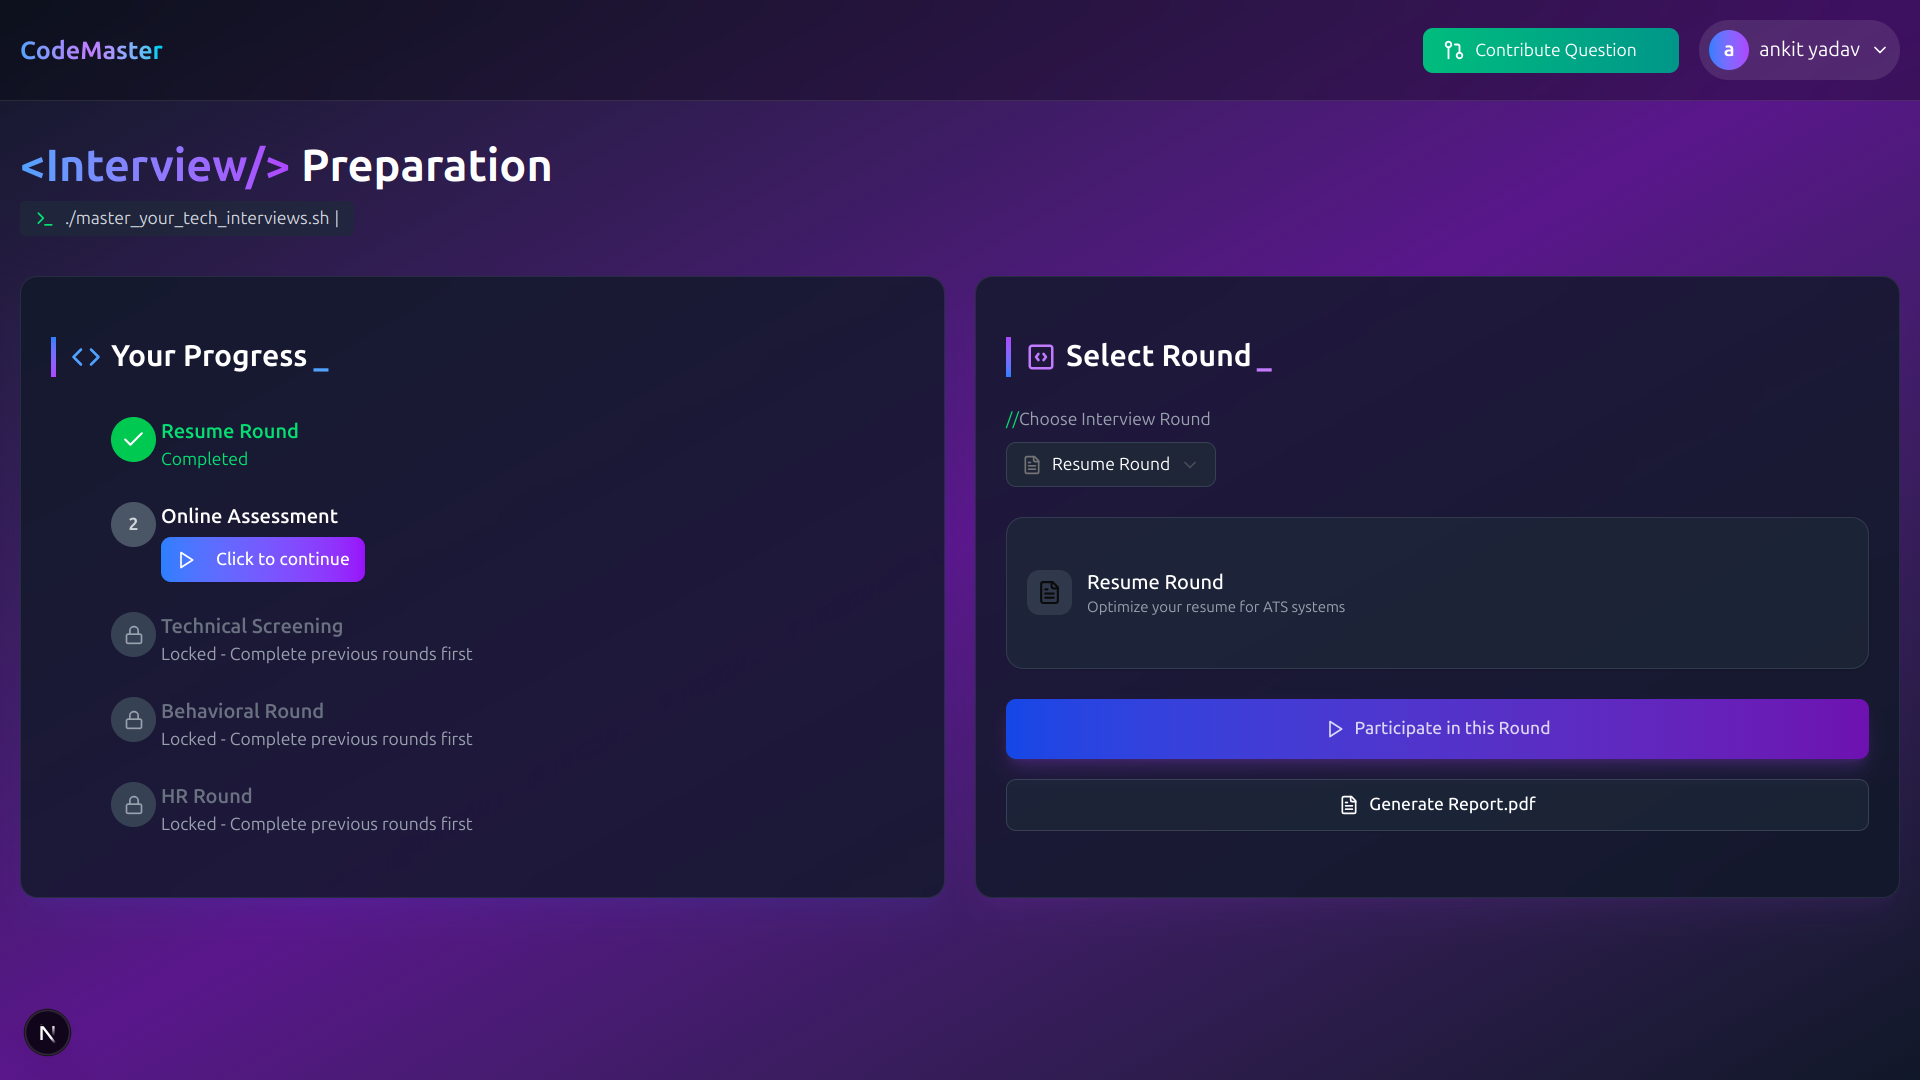 CodeMaster
Contribute Question
a
ankit yadav
<Interview/> Preparation
>_ ./master_your_tech_interviews.sh |
<> Your Progress _
Resume Round
Completed
2
Online Assessment
Click to continue
Technical Screening
Locked - Complete previous rounds first
Behavioral Round
Locked - Complete previous rounds first
HR Round
Locked - Complete previous rounds first
Select Round _
//Choose Interview Round
Resume Round
Resume Round
Optimize your resume for ATS systems
Participate in this Round
Generate Report.pdf
N